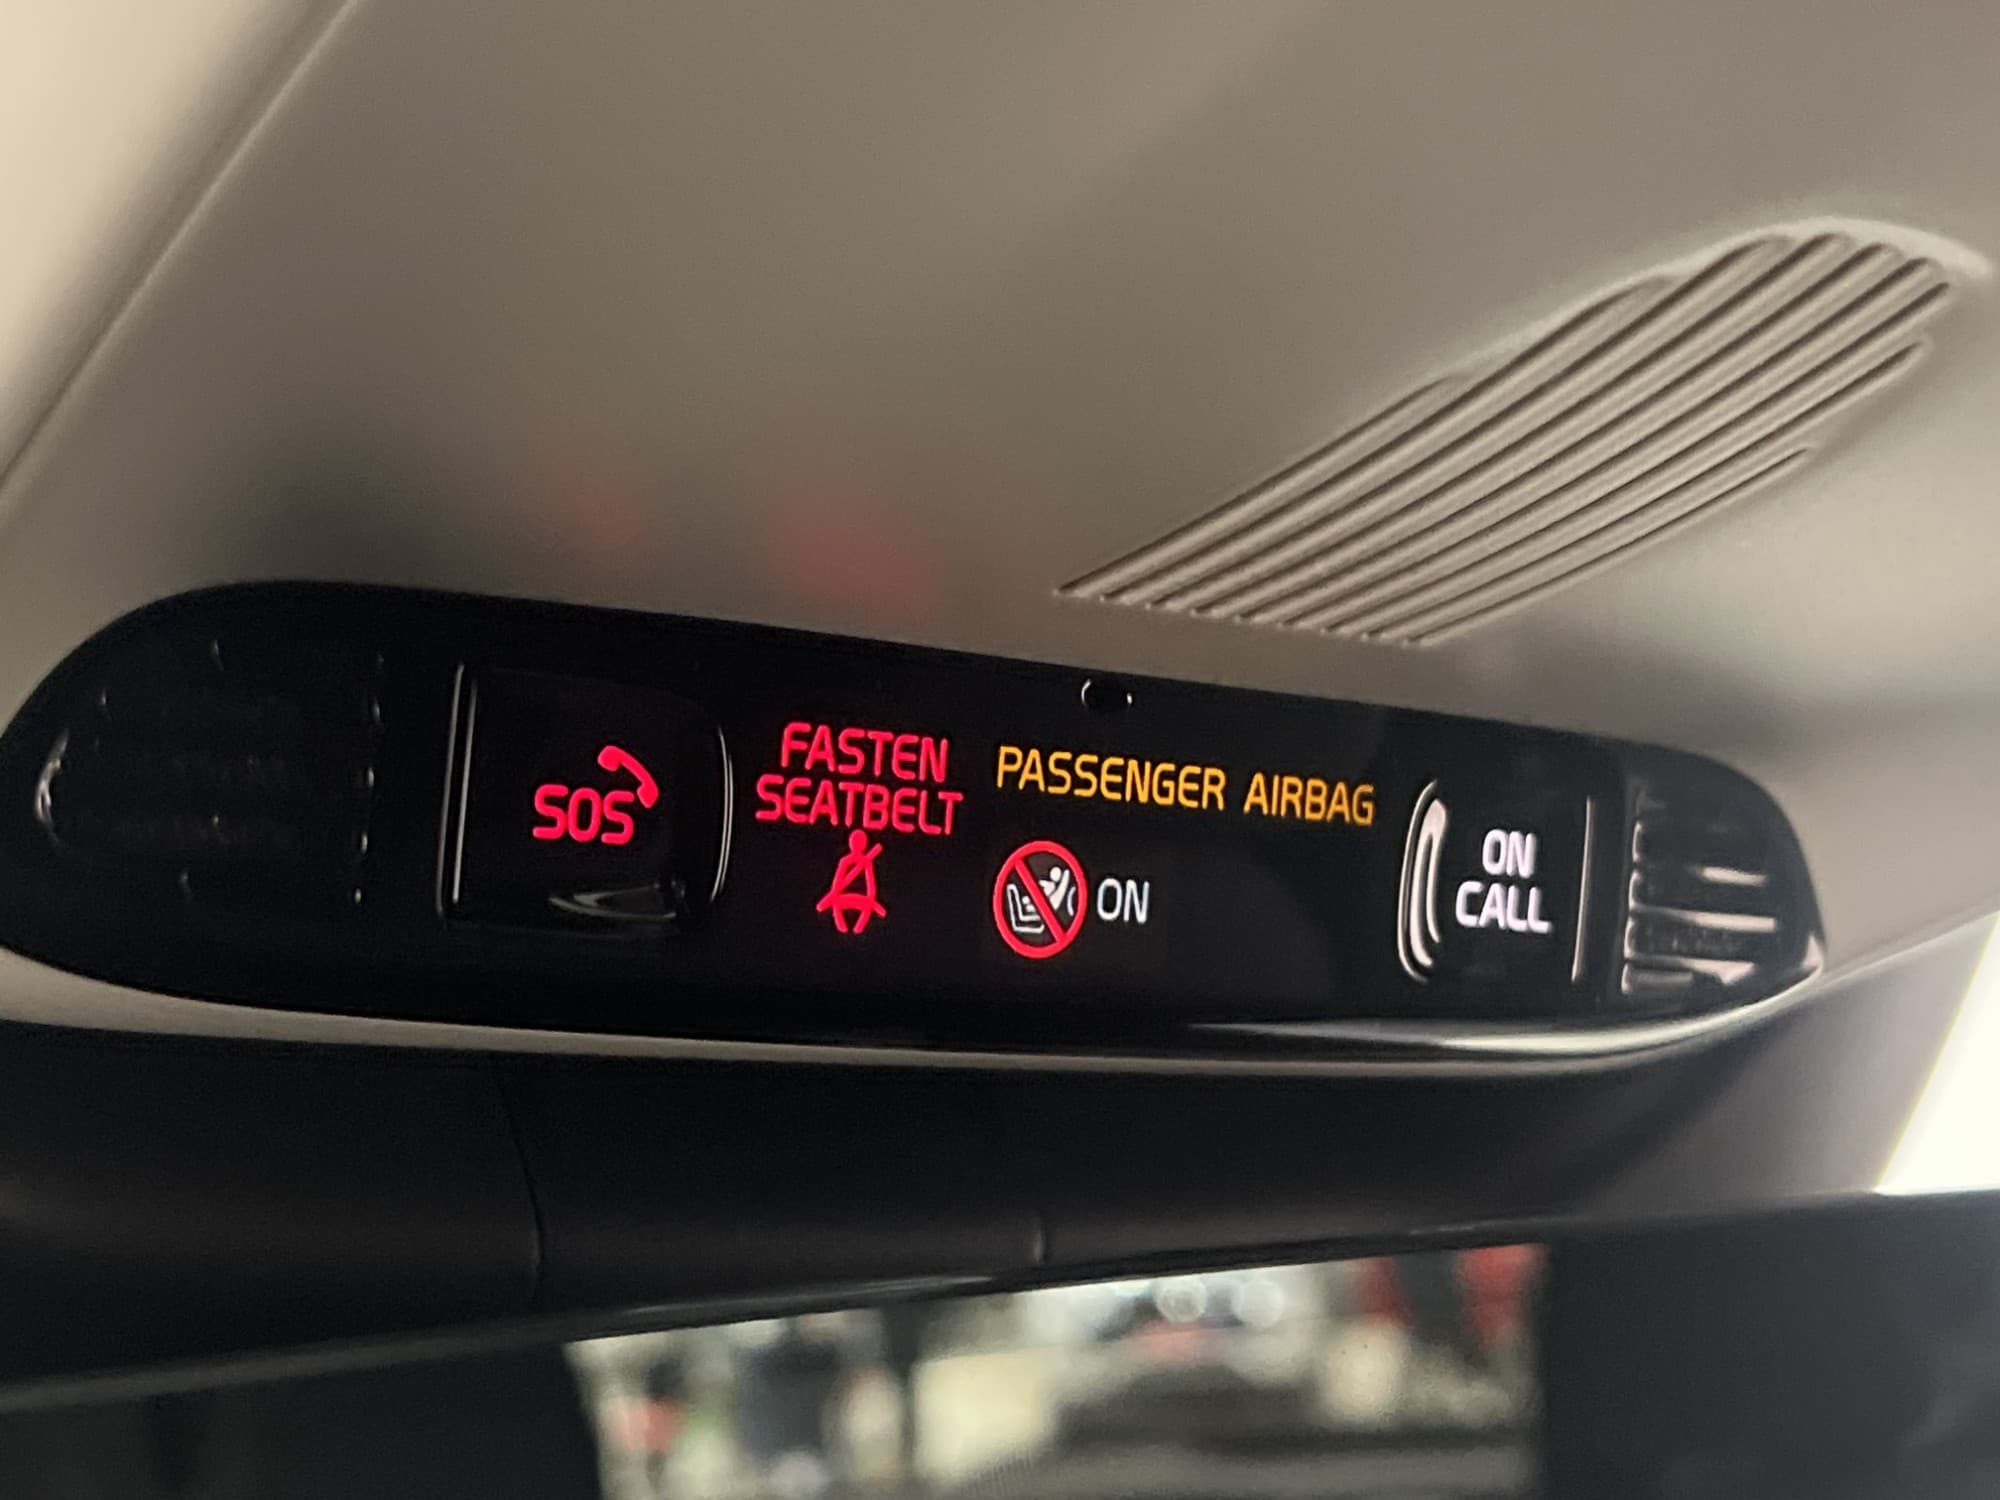 SOS
FASTEN
SEATBELT
PASSENGER AIRBAG
ON
ON
CALL